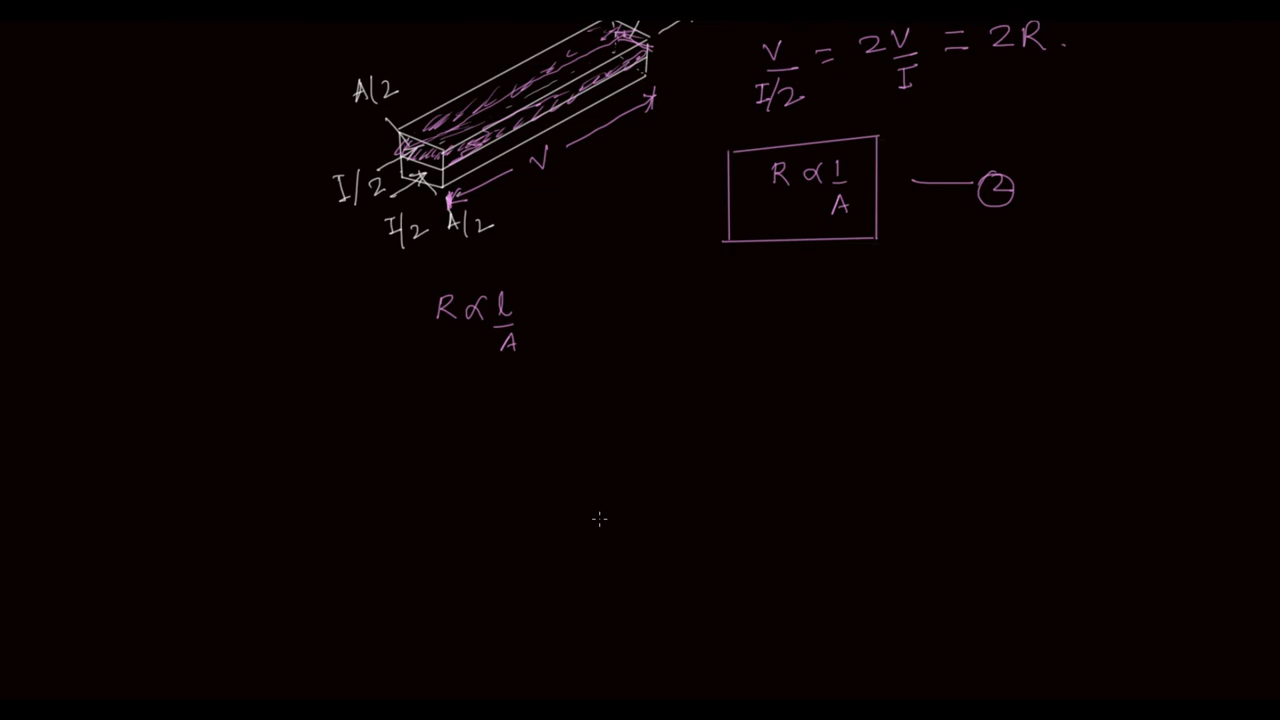 A/2
I/2
I/2 A/2
V
V/(I/2) = 2V/I = 2R.
R ∝ 1/A — ②
R ∝ l/A